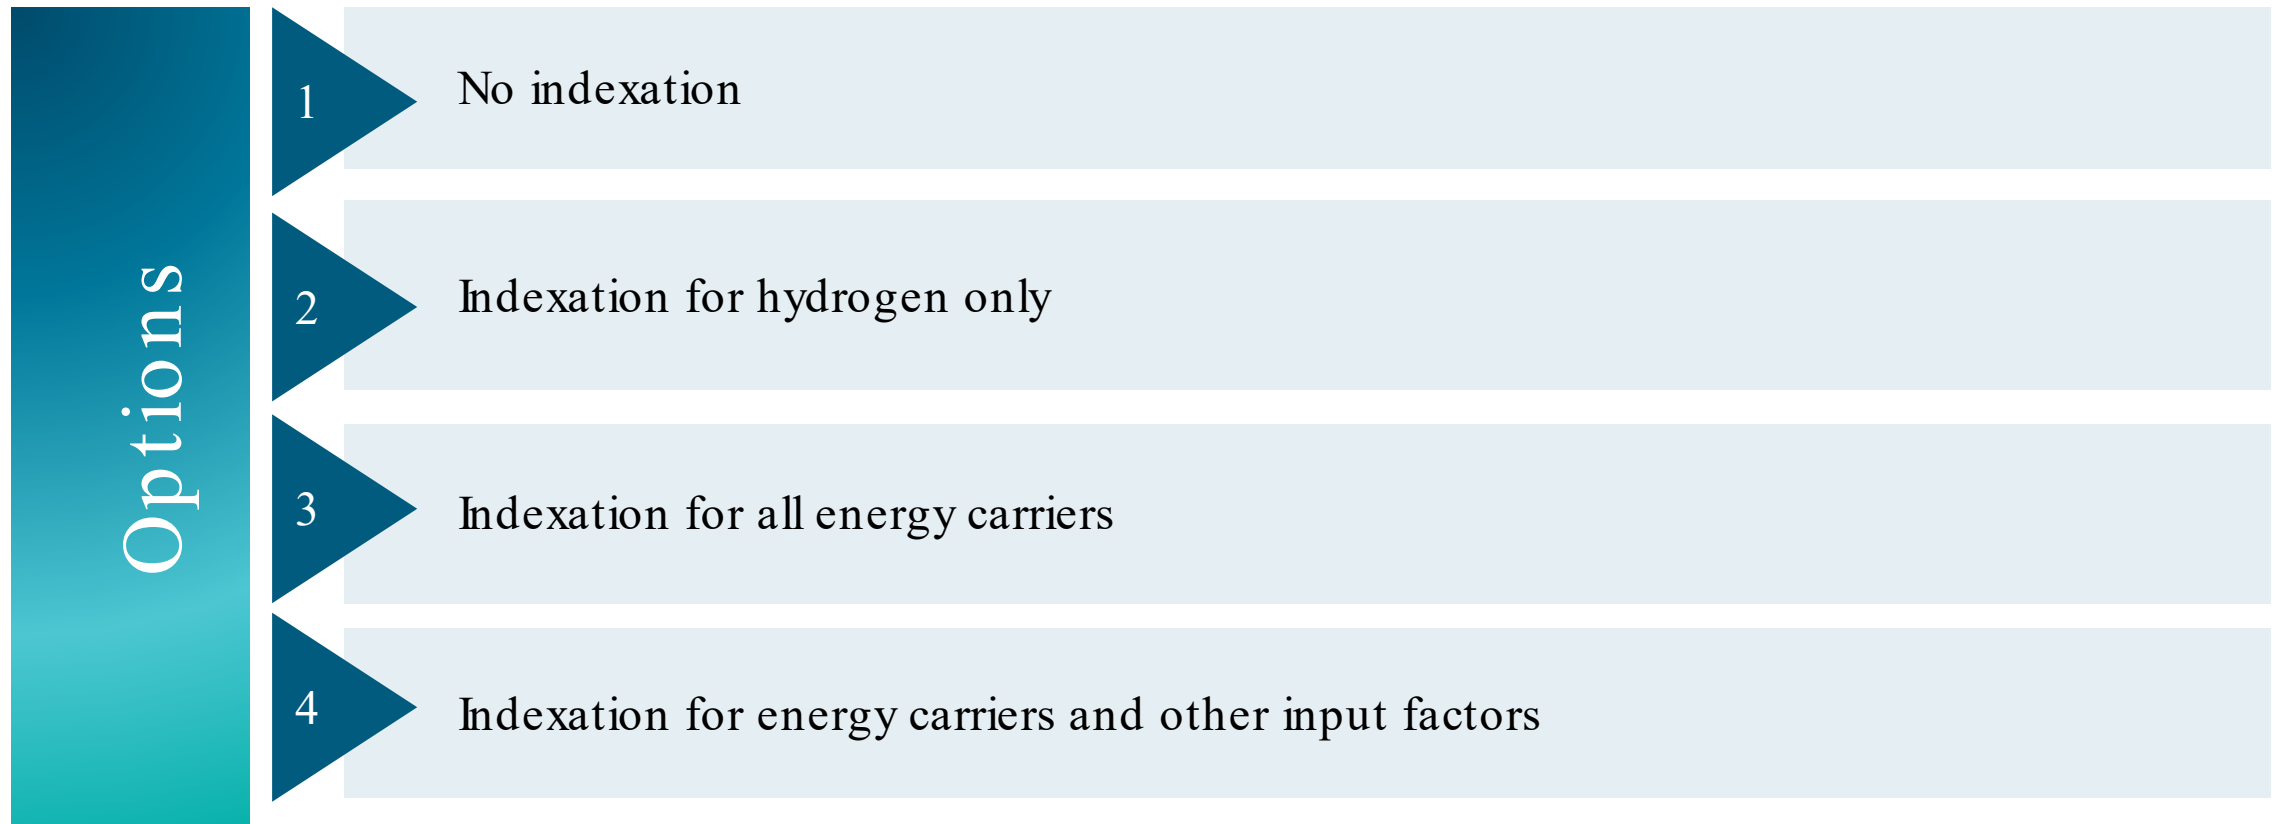 Options
1
No indexation
2
Indexation for hydrogen only
3
Indexation for all energy carriers
4
Indexation for energy carriers and other input factors